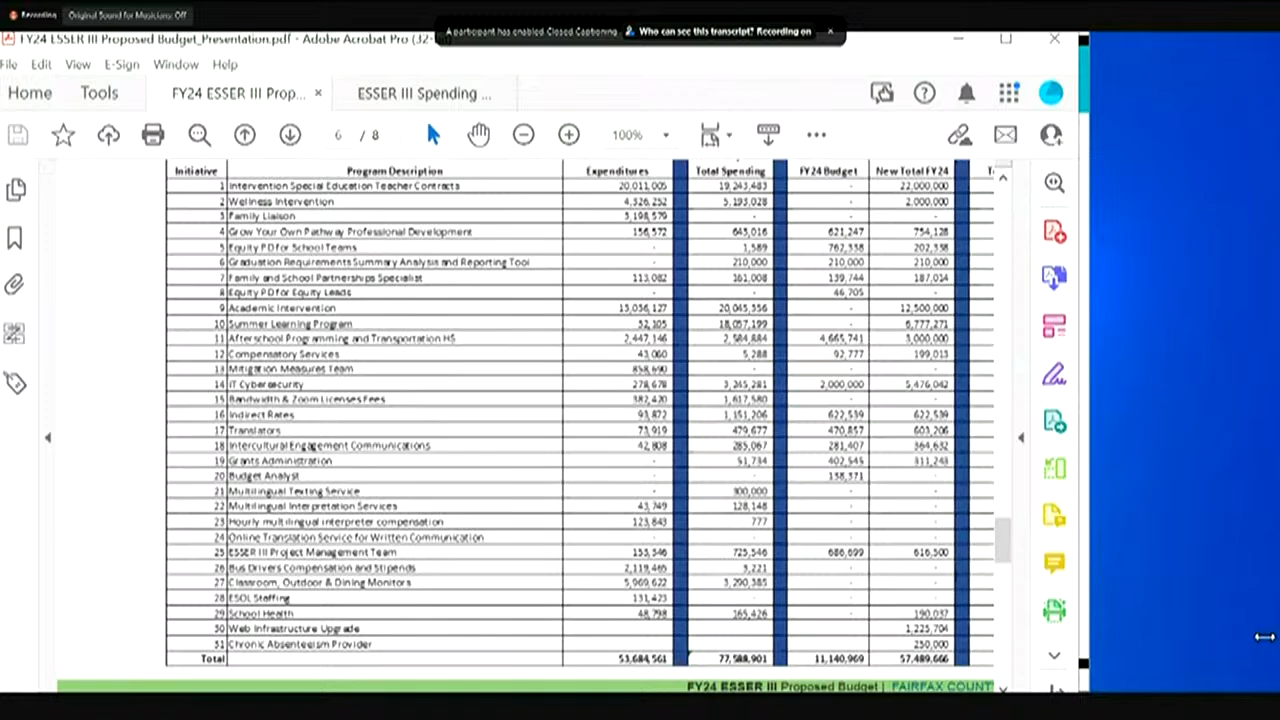 Recording Original Sound for Musicians: Off
A participant has enabled Closed Captioning Who can see this transcript? Recording on ×
FY24 ESSER III Proposed Budget_Presentation.pdf - Adobe Acrobat Pro (32-
File Edit View E-Sign Window Help
Home Tools FY24 ESSER III Prop... × ESSER III Spending ...
6 / 8 100%
Initiative Program Description Expenditures Total Spending FY24 Budget New Total FY24
1 Intervention Special Education Teacher Contracts 20,011,005 19,243,483 - 22,000,000
2 Wellness Intervention 4,326,252 5,193,028 - 2,000,000
3 Family Liaison 3,198,579 - - -
4 Grow Your Own Pathway Professional Development 156,572 645,016 621,247 754,128
5 Equity PD for School Teams - 1,589 762,338 202,338
6 Graduation Requirements Summary Analysis and Reporting Tool 210,000 210,000 210,000
7 Family and School Partnerships Specialist 113,082 161,008 139,744 187,014
8 Equity PD for Equity Leads - - 46,705 -
9 Academic Intervention 15,036,127 20,045,356 - 12,500,000
10 Summer Learning Program 52,105 18,057,199 - 6,777,271
11 Afterschool Programming and Transportation HS 2,447,146 2,584,884 4,665,741 3,000,000
12 Compensatory Services 43,060 5,288 92,777 199,013
13 Mitigation Measures Team 858,690 - - -
14 IT Cybersecurity 278,678 3,245,281 2,000,000 5,476,042
15 Bandwidth & Zoom Licenses Fees 382,420 1,617,580 - -
16 Indirect Rates 93,872 1,151,206 622,539 622,539
17 Translators 73,919 479,677 470,857 603,206
18 Intercultural Engagement Communications 42,808 285,067 281,407 364,632
19 Grants Administration - 51,734 402,545 311,243
20 Budget Analyst - - 158,371 -
21 Multilingual Texting Service - 300,000 - -
22 Multilingual Interpretation Services 43,749 128,148 - -
23 Hourly multilingual interpreter compensation 123,843 777 - -
24 Online Translation Service for Written Communication - - - -
25 ESSER III Project Management Team 153,346 725,546 686,699 616,500
26 Bus Drivers Compensation and Stipends 2,119,465 3,221 - -
27 Classroom, Outdoor & Dining Monitors 5,969,622 3,290,385 - -
28 ESOL Staffing 131,423 - - -
29 School Health 48,798 165,426 - 190,037
30 Web Infrastructure Upgrade 1,225,704
31 Chronic Absenteeism Provider 250,000
Total 53,684,561 77,588,901 11,140,969 57,489,666
FY24 ESSER III Proposed Budget | FAIRFAX COUNT